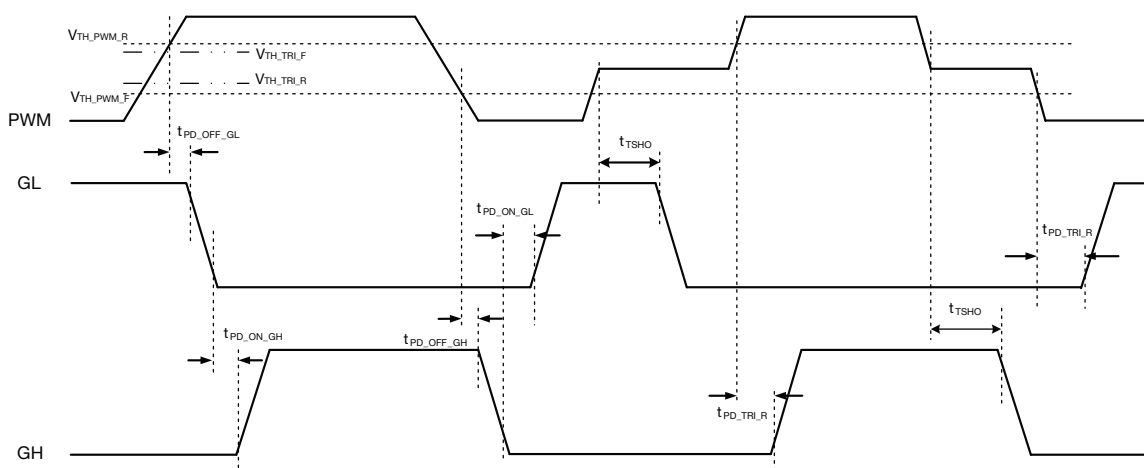 VTH_PWM_R
VTH_TRI_F
VTH_TRI_R
VTH_PWM_F
PWM
tPD_OFF_GL
tTSHO
GL
tPD_ON_GL
tPD_TRI_R
tTSHO
tPD_ON_GH
tPD_OFF_GH
tPD_TRI_R
GH